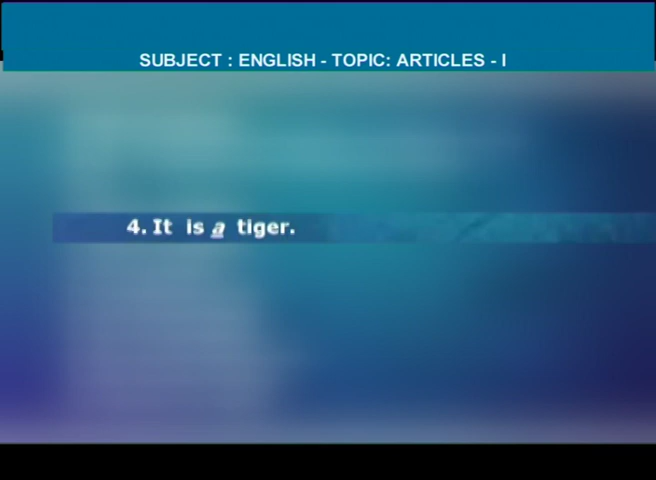 SUBJECT : ENGLISH - TOPIC: ARTICLES - I
4. It is a tiger.